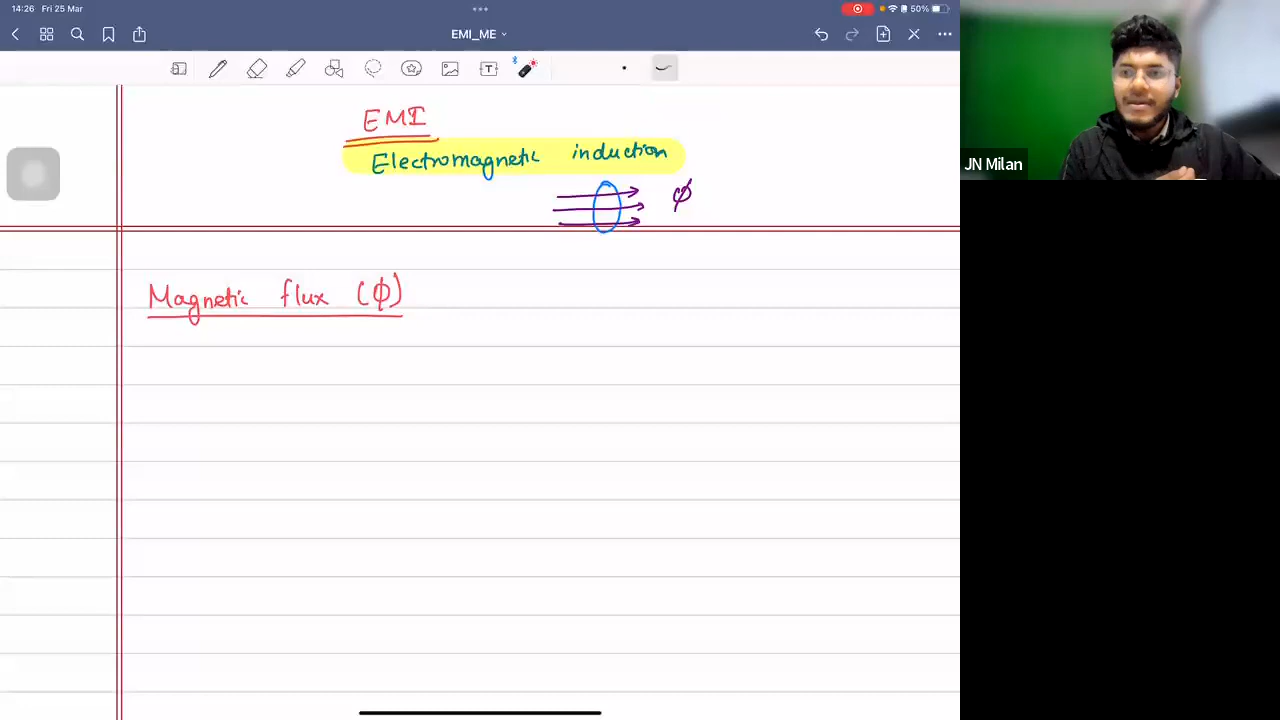 14:26 Fri 25 Mar
50%
EMI_ME
T
EMI
Electromagnetic induction
ϕ
Magnetic flux (ϕ)
JN Milan